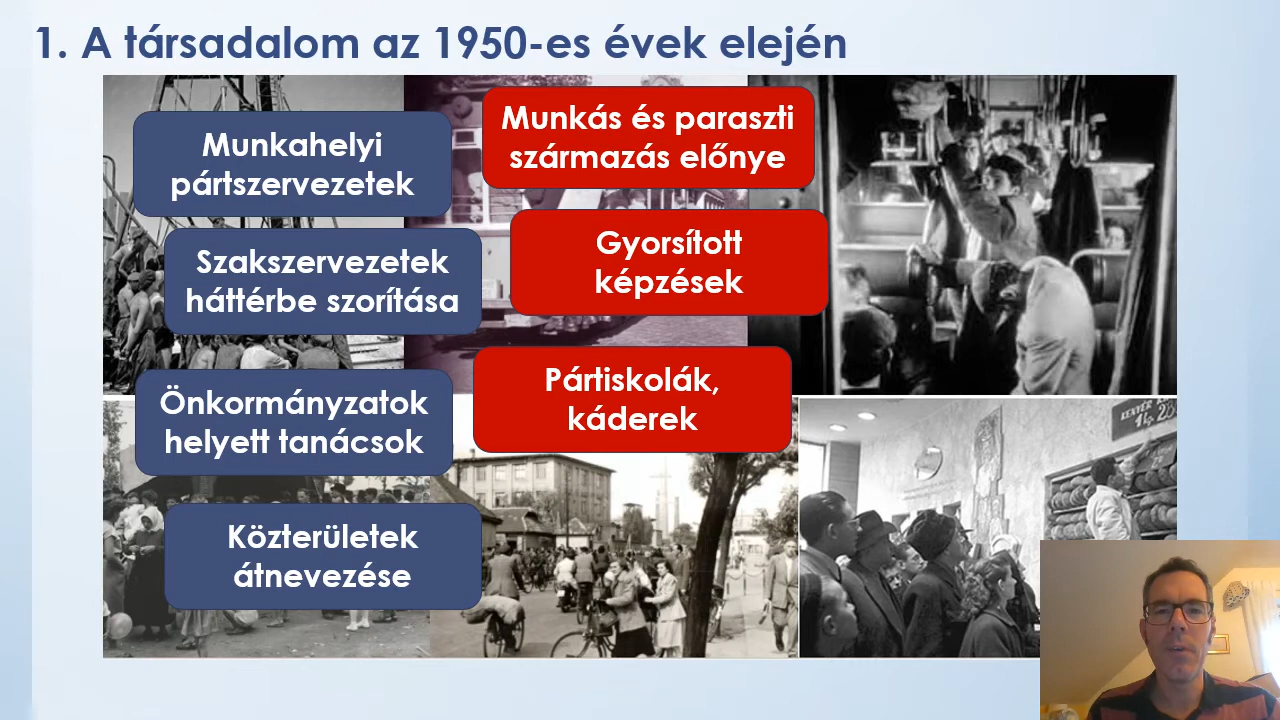 1. A társadalom az 1950-es évek elején
Munkahelyi
pártszervezetek
Szakszervezetek
háttérbe szorítása
Önkormányzatok
helyett tanácsok
Közterületek
átnevezése
Munkás és paraszti
származás előnye
Gyorsított
képzések
Pártiskolák,
káderek
KENYÉR